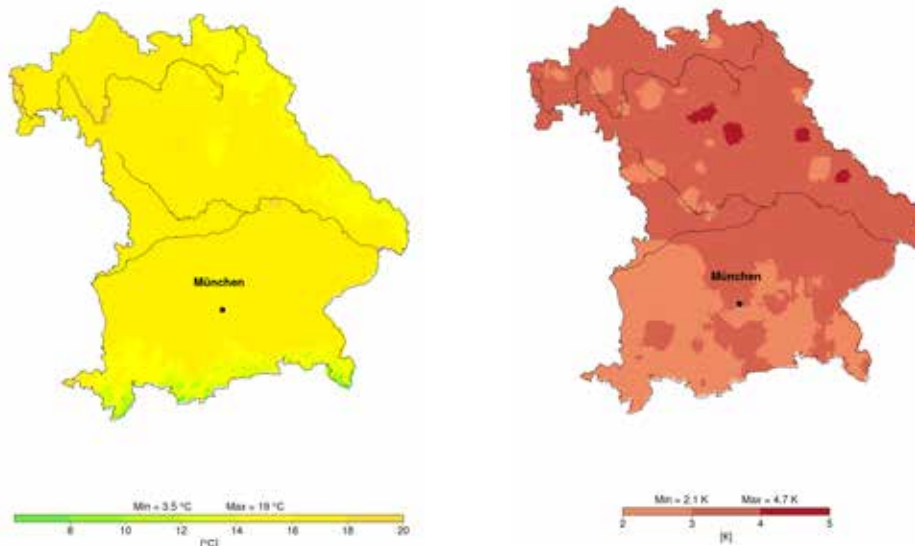 München
München
Min = 3.5 °C Max = 19 °C
8 10 12 14 16 18 20
[°C]
Min = 2.1 K Max = 4.7 K
2 3 4 5
[K]